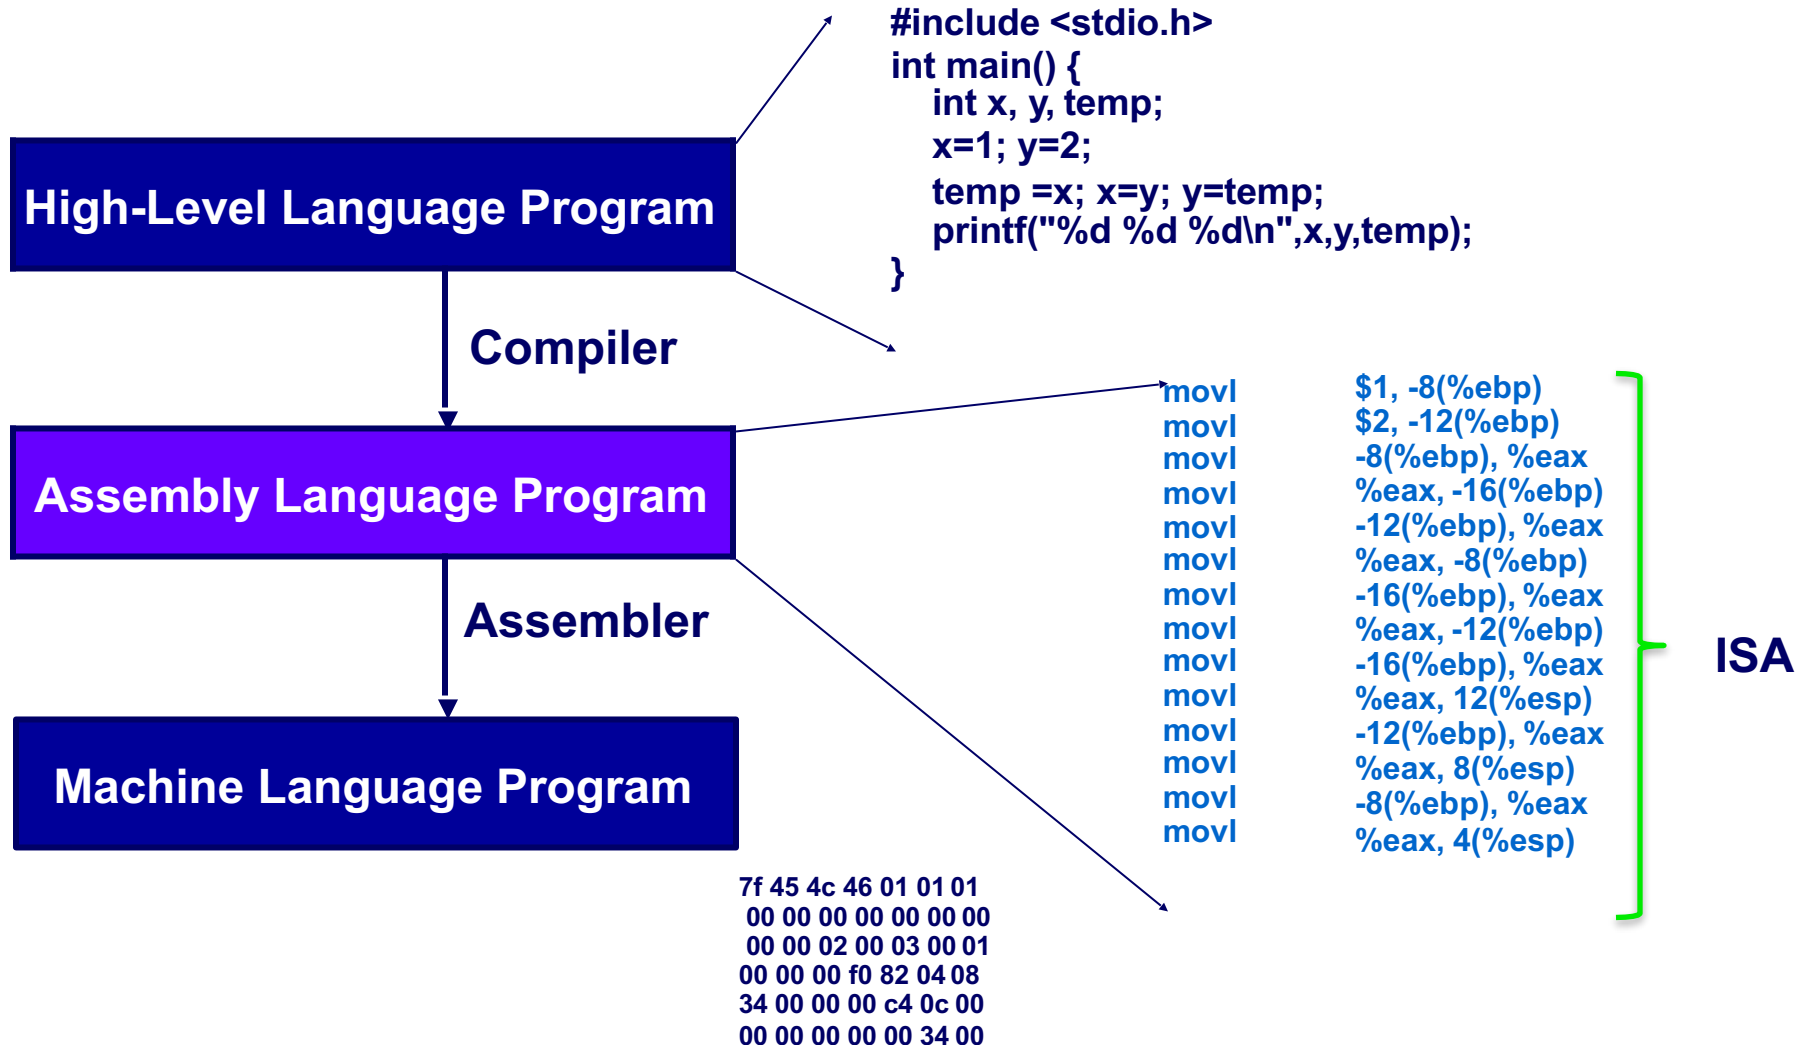 #include <stdio.h>
int main() {
int x, y, temp;
x=1; y=2;
temp =x; x=y; y=temp;
printf("%d %d %d\n",x,y,temp);
}
High-Level Language Program
Compiler
Assembly Language Program
Assembler
Machine Language Program
movl $1, -8(%ebp)
movl $2, -12(%ebp)
movl -8(%ebp), %eax
movl %eax, -16(%ebp)
movl -12(%ebp), %eax
movl %eax, -8(%ebp)
movl -16(%ebp), %eax
movl %eax, -12(%ebp)
movl -16(%ebp), %eax
movl %eax, 12(%esp)
movl -12(%ebp), %eax
movl %eax, 8(%esp)
movl -8(%ebp), %eax
movl %eax, 4(%esp)
ISA
7f 45 4c 46 01 01 01
00 00 00 00 00 00 00
00 00 02 00 03 00 01
00 00 00 f0 82 04 08
34 00 00 00 c4 0c 00
00 00 00 00 00 34 00